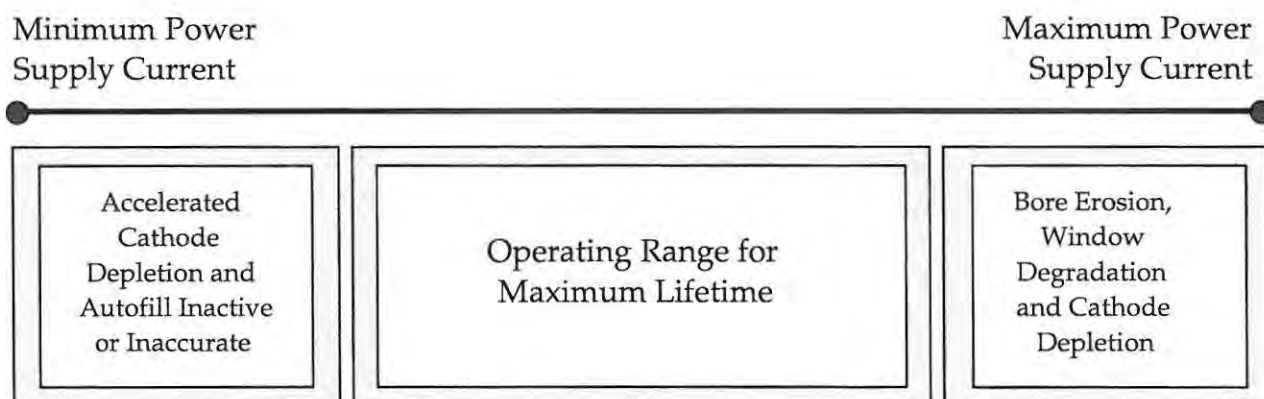 Minimum Power
Supply Current
Maximum Power
Supply Current
Accelerated
Cathode
Depletion and
Autofill Inactive
or Inaccurate
Operating Range for
Maximum Lifetime
Bore Erosion,
Window
Degradation
and Cathode
Depletion